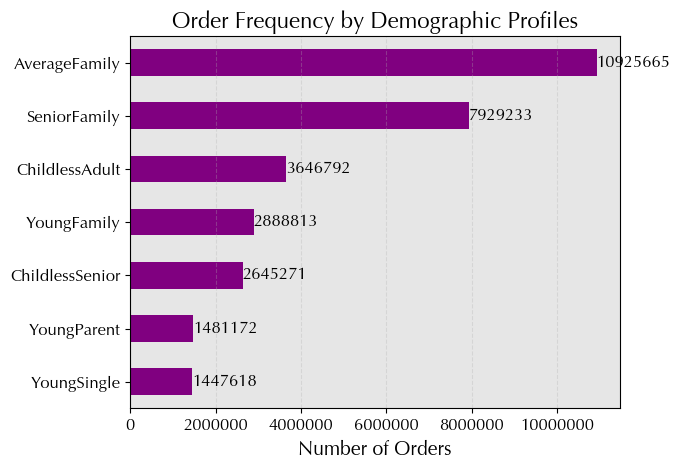 Order Frequency by Demographic Profiles
AverageFamily 10925665
SeniorFamily 7929233
ChildlessAdult 3646792
YoungFamily 2888813
ChildlessSenior 2645271
YoungParent 1481172
YoungSingle 1447618
0 2000000 4000000 6000000 8000000 10000000
Number of Orders